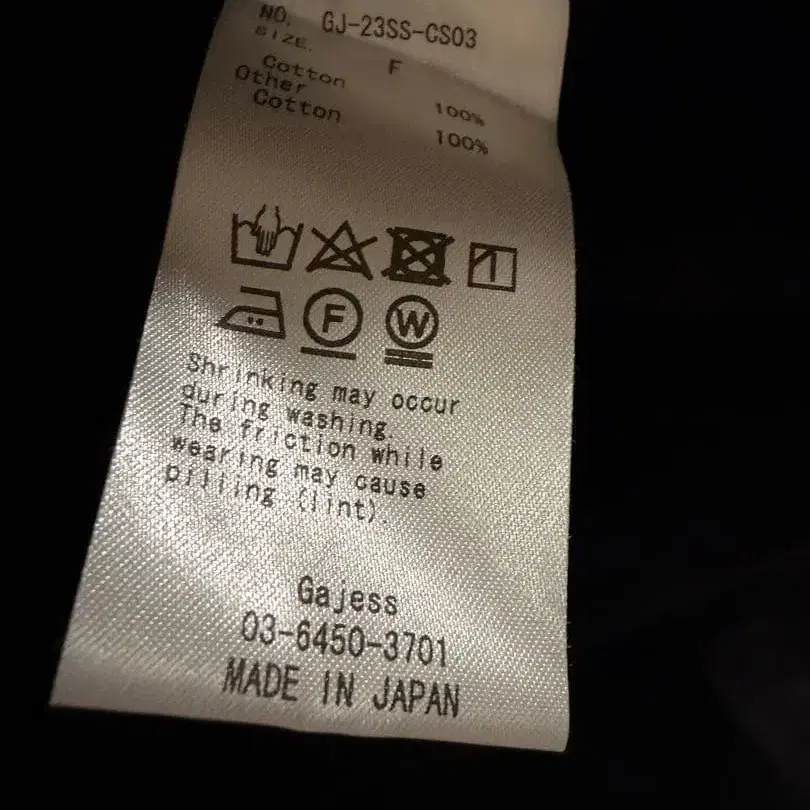 NO. GJ-23SS-CS03
SIZE. F
Cotton 100%
Other
Cotton 100%
F W
Shrinking may occur
during washing.
The friction while
wearing may cause
pilling (lint).
Gajess
03-6450-3701
MADE IN JAPAN